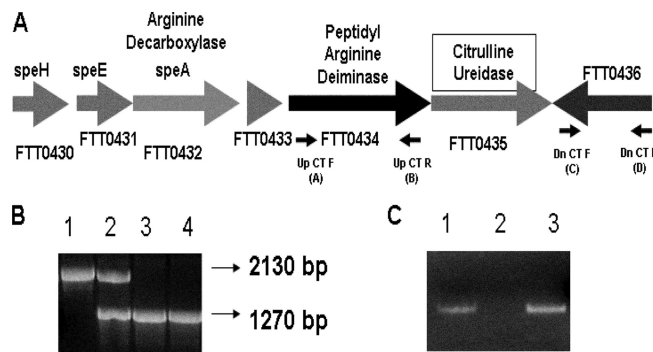 A
Arginine
Decarboxylase
Peptidyl
Arginine
Deiminase
Citrulline
Ureidase
speH
speE
speA
FTT0436
FTT0430
FTT0431
FTT0432
FTT0433
FTT0434
FTT0435
Up CT F
(A)
Up CT R
(B)
Dn CT F
(C)
Dn CT R
(D)
B
1 2 3 4
2130 bp
1270 bp
C
1 2 3